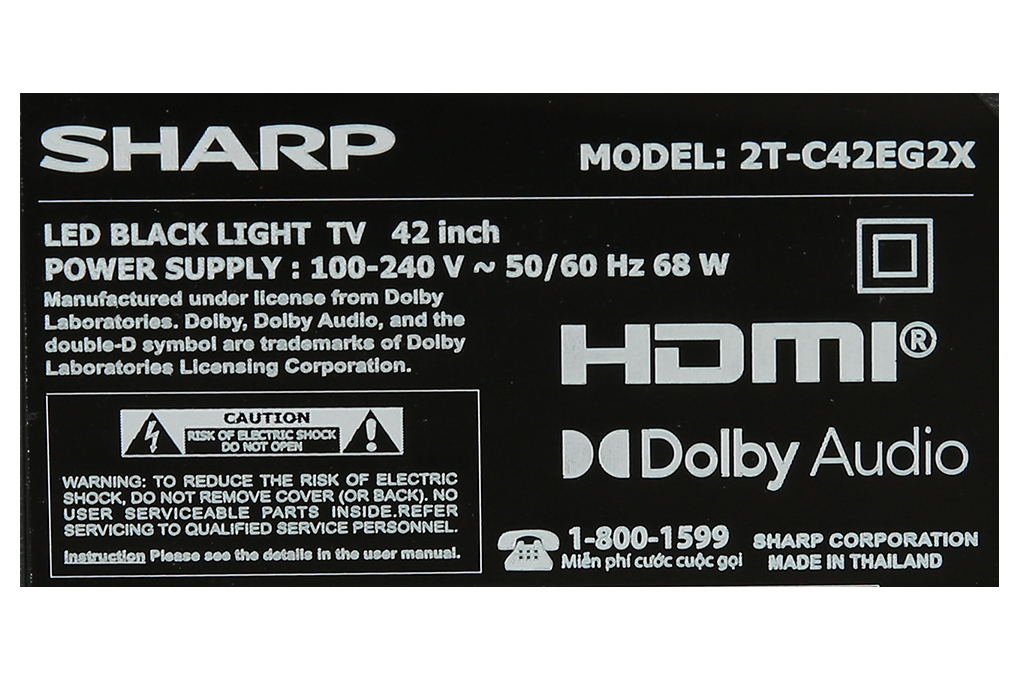 SHARP
MODEL: 2T-C42EG2X
LED BLACK LIGHT TV 42 inch
POWER SUPPLY : 100-240 V ~ 50/60 Hz 68 W
Manufactured under license from Dolby
Laboratories. Dolby, Dolby Audio, and the
double-D symbol are trademarks of Dolby
Laboratories Licensing Corporation.
HDMI®
CAUTION
RISK OF ELECTRIC SHOCK
DO NOT OPEN
Dolby Audio
WARNING: TO REDUCE THE RISK OF ELECTRIC
SHOCK, DO NOT REMOVE COVER (OR BACK). NO
USER SERVICEABLE PARTS INSIDE.REFER
SERVICING TO QUALIFIED SERVICE PERSONNEL.
Instruction Please see the details in the user manual.
1-800-1599
Miễn phí cước cuộc gọi
SHARP CORPORATION
MADE IN THAILAND